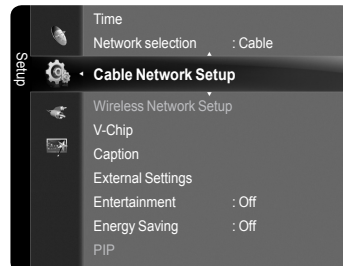 Setup
Time
Network selection : Cable
Cable Network Setup
Wireless Network Setup
V-Chip
Caption
External Settings
Entertainment : Off
Energy Saving : Off
PIP